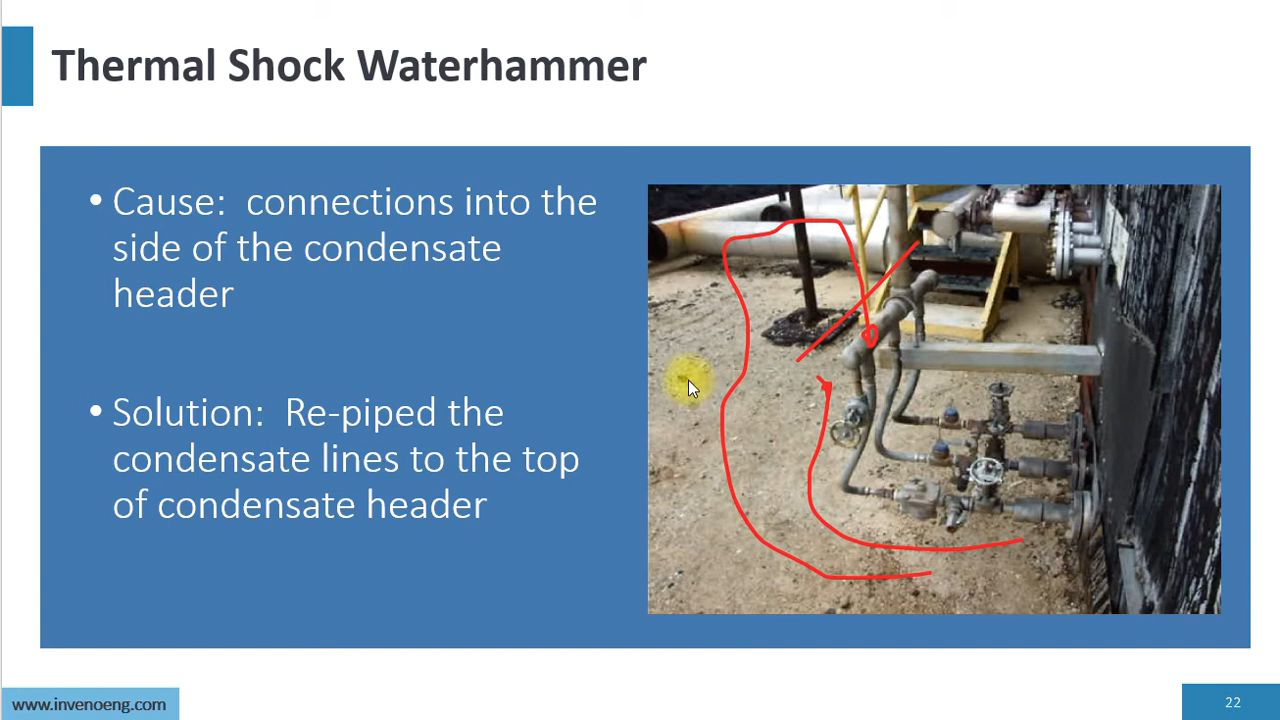 Thermal Shock Waterhammer
• Cause:  connections into the
side of the condensate
header
• Solution:  Re-piped the
condensate lines to the top
of condensate header
www.invenoeng.com
22